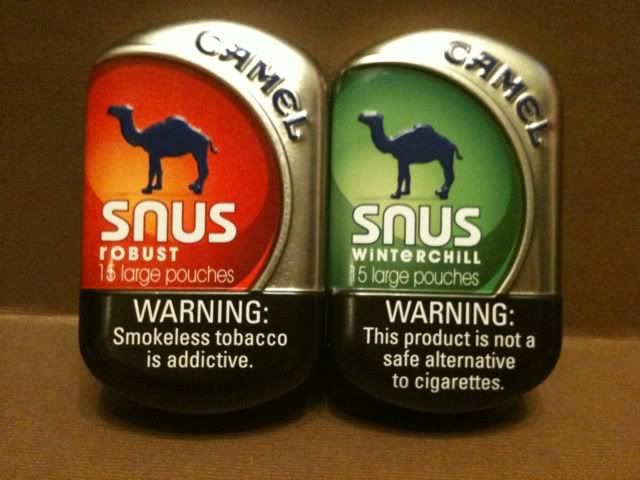 CAMEL
SNUS
rOBUST
15 large pouches
WARNING:
Smokeless tobacco
is addictive.
CAMEL
SNUS
WiNTErCHiLL
15 large pouches
WARNING:
This product is not a
safe alternative
to cigarettes.